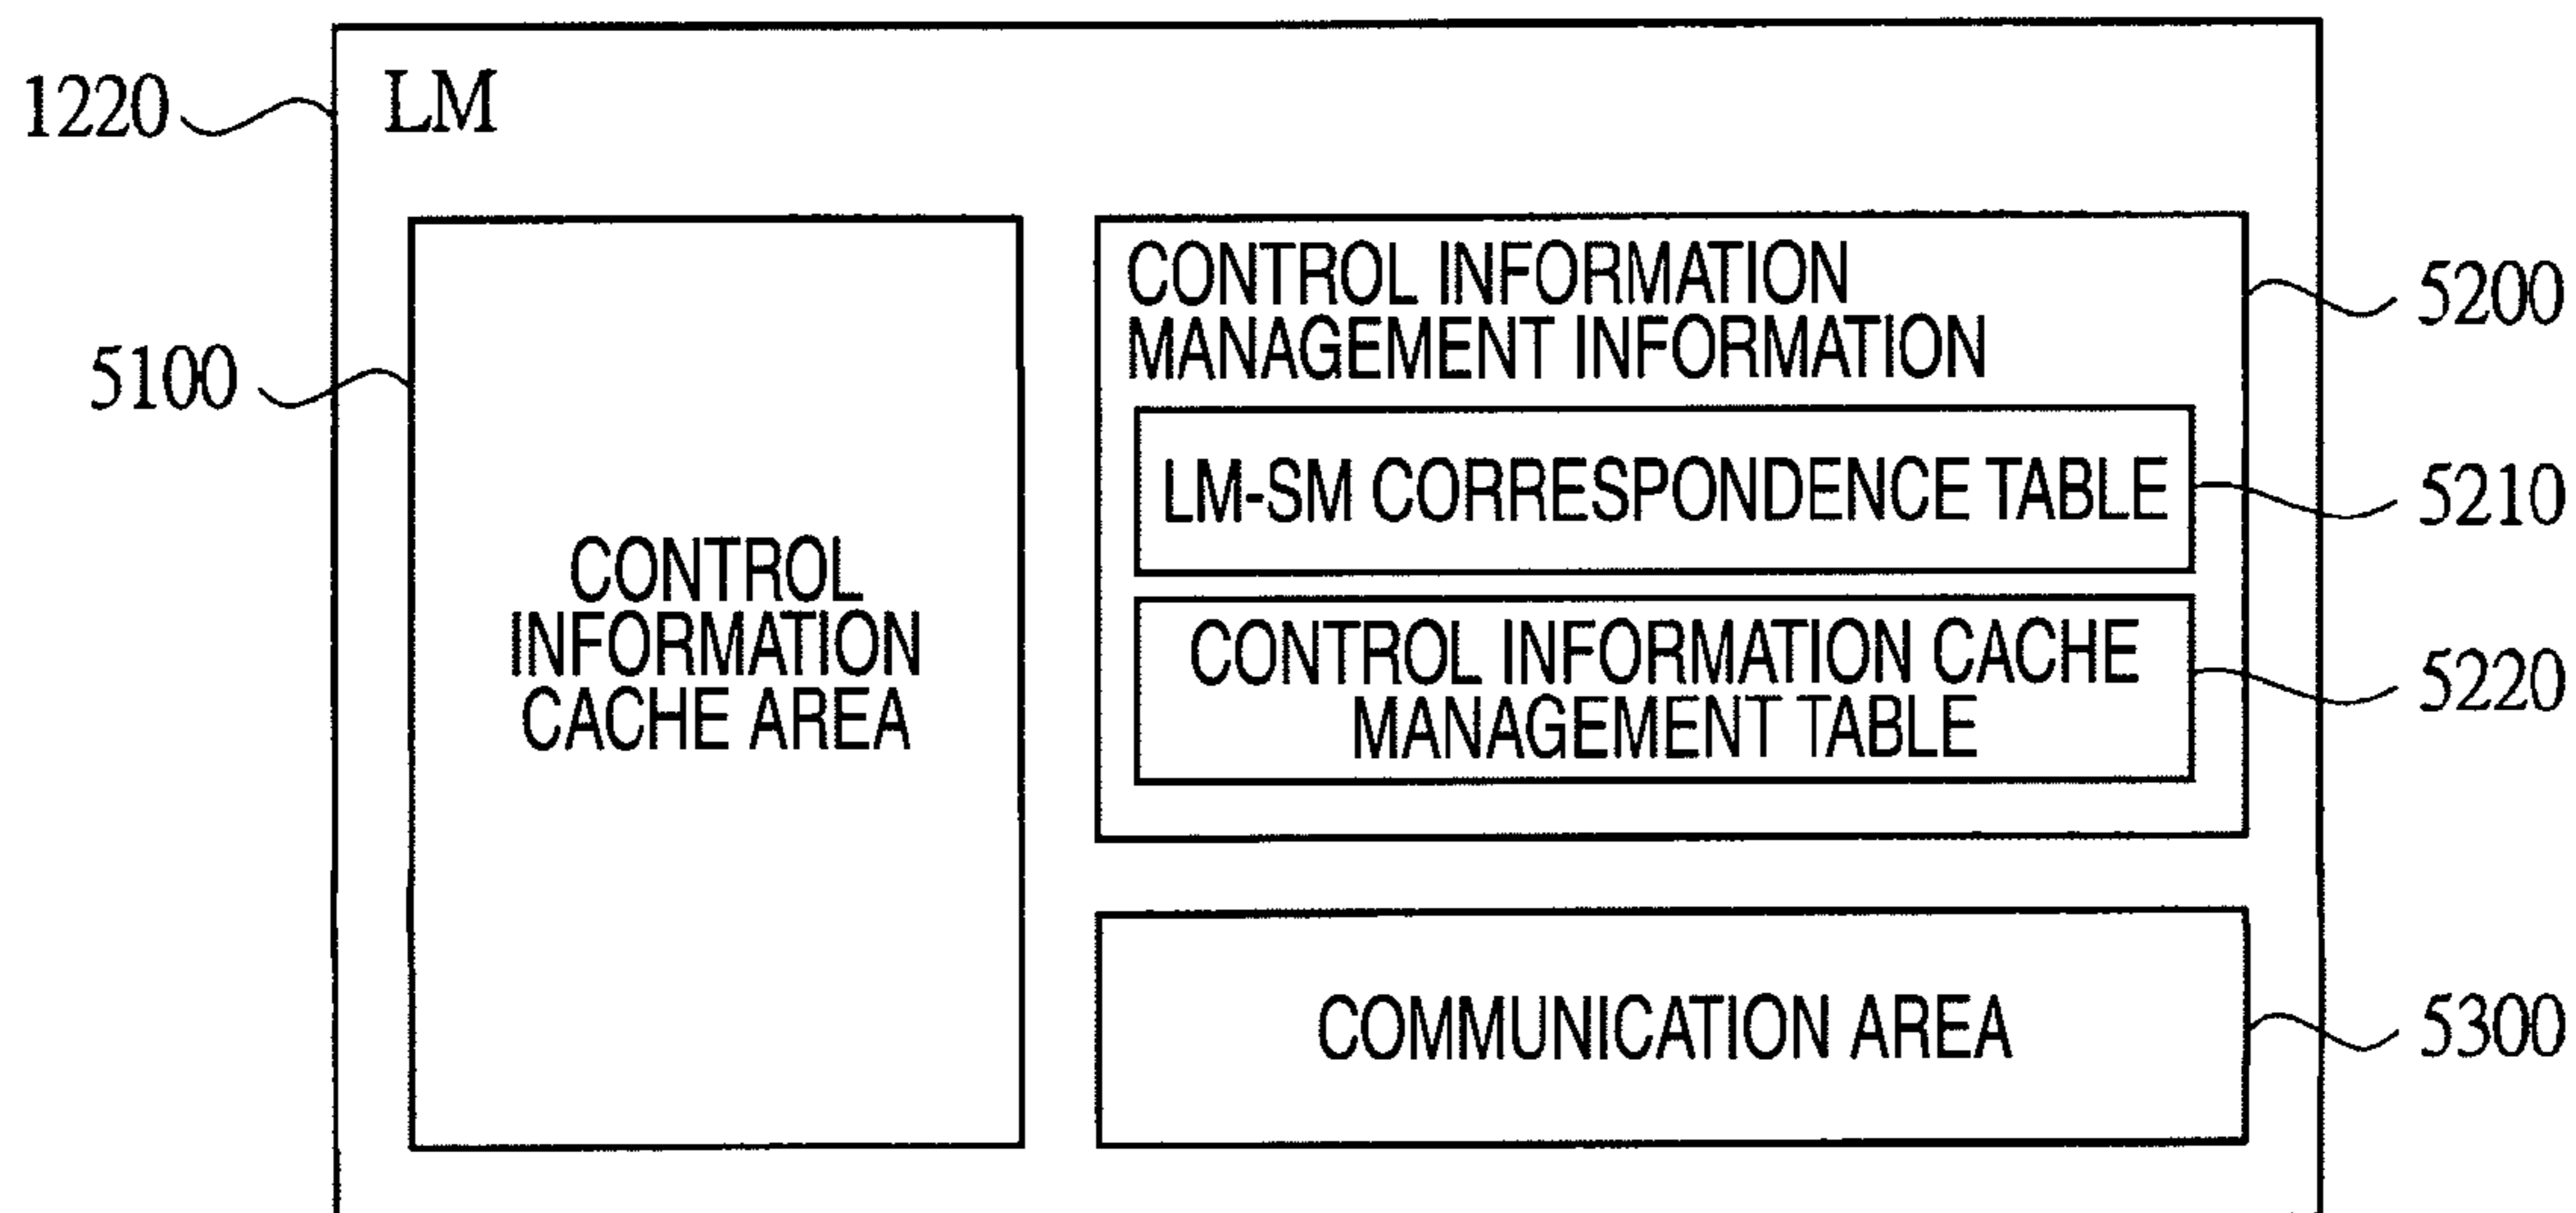 1220
LM
5100
CONTROL
INFORMATION
CACHE AREA
CONTROL INFORMATION
MANAGEMENT INFORMATION
5200
LM-SM CORRESPONDENCE TABLE
5210
CONTROL INFORMATION CACHE
MANAGEMENT TABLE
5220
COMMUNICATION AREA
5300